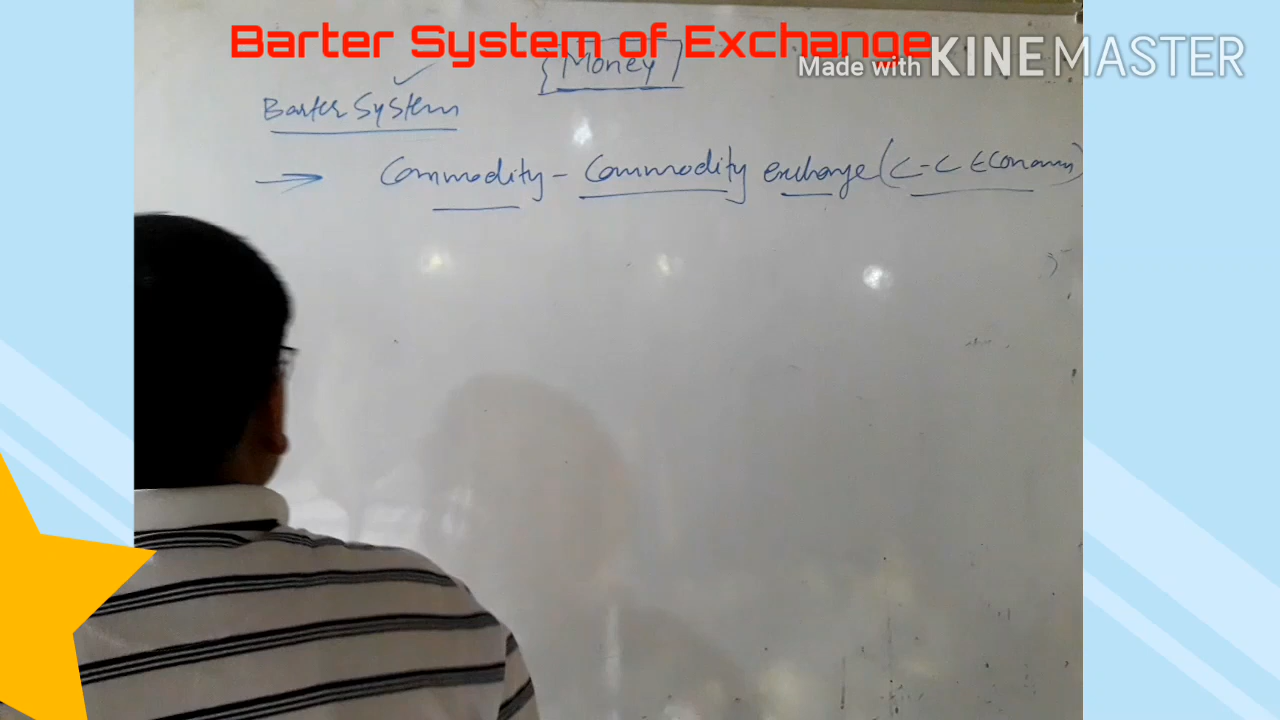 Barter System of Exchange
Made with KINEMASTER
Money
Barter System
→ Commodity - Commodity exchange (C-C Economy)